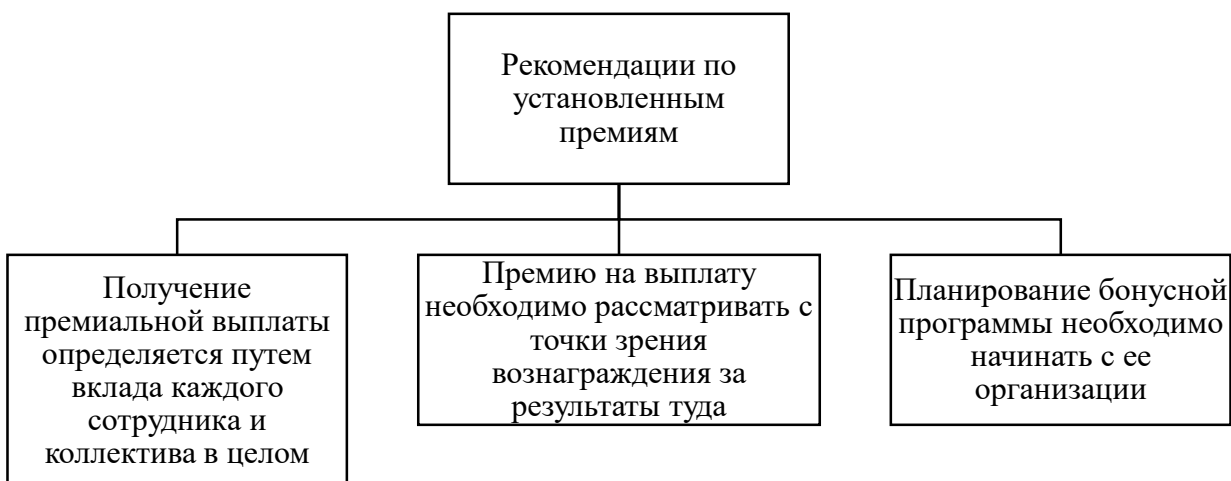 Рекомендации по
установленным
премиям
Получение
премиальной выплаты
определяется путем
вклада каждого
сотрудника и
коллектива в целом
Премию на выплату
необходимо рассматривать с
точки зрения
вознаграждения за
результаты туда
Планирование бонусной
программы необходимо
начинать с ее
организации